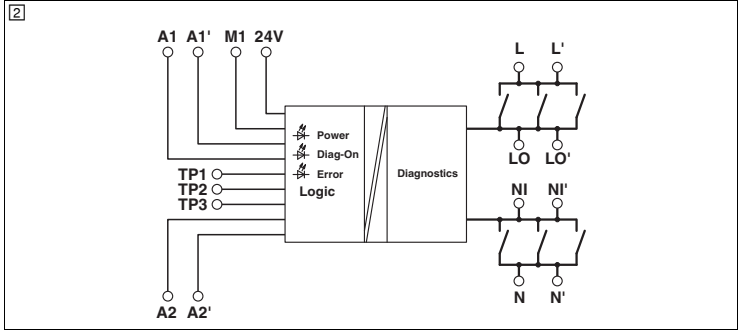 2
A1 A1' M1 24V
L L'
Power
Diag-On
TP1 Error
TP2 Logic
TP3
Diagnostics
LO LO'
NI NI'
N N'
A2 A2'